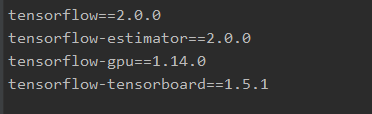 tensorflow==2.0.0
tensorflow-estimator==2.0.0
tensorflow-gpu==1.14.0
tensorflow-tensorboard==1.5.1